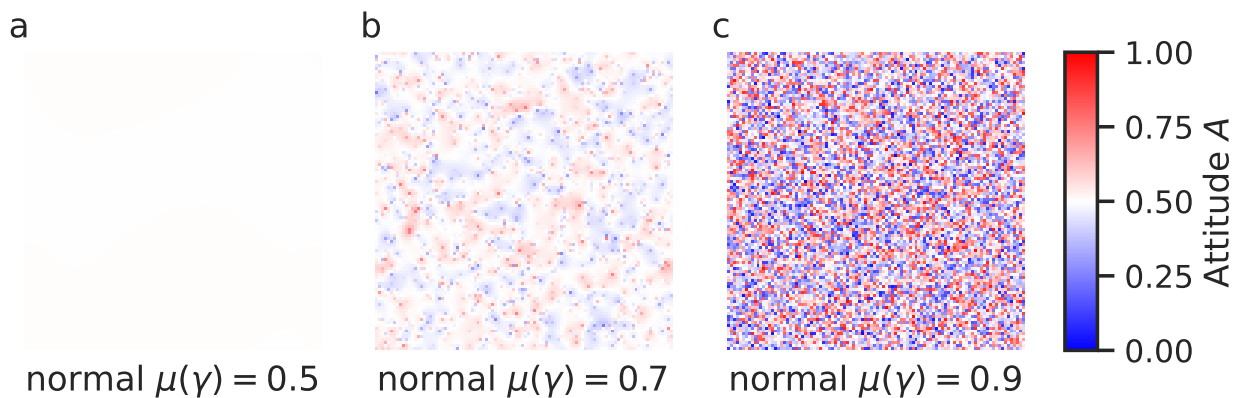 a
b
c
normal μ(γ) = 0.5
normal μ(γ) = 0.7
normal μ(γ) = 0.9
1.00
0.75
0.50
0.25
0.00
Attitude A